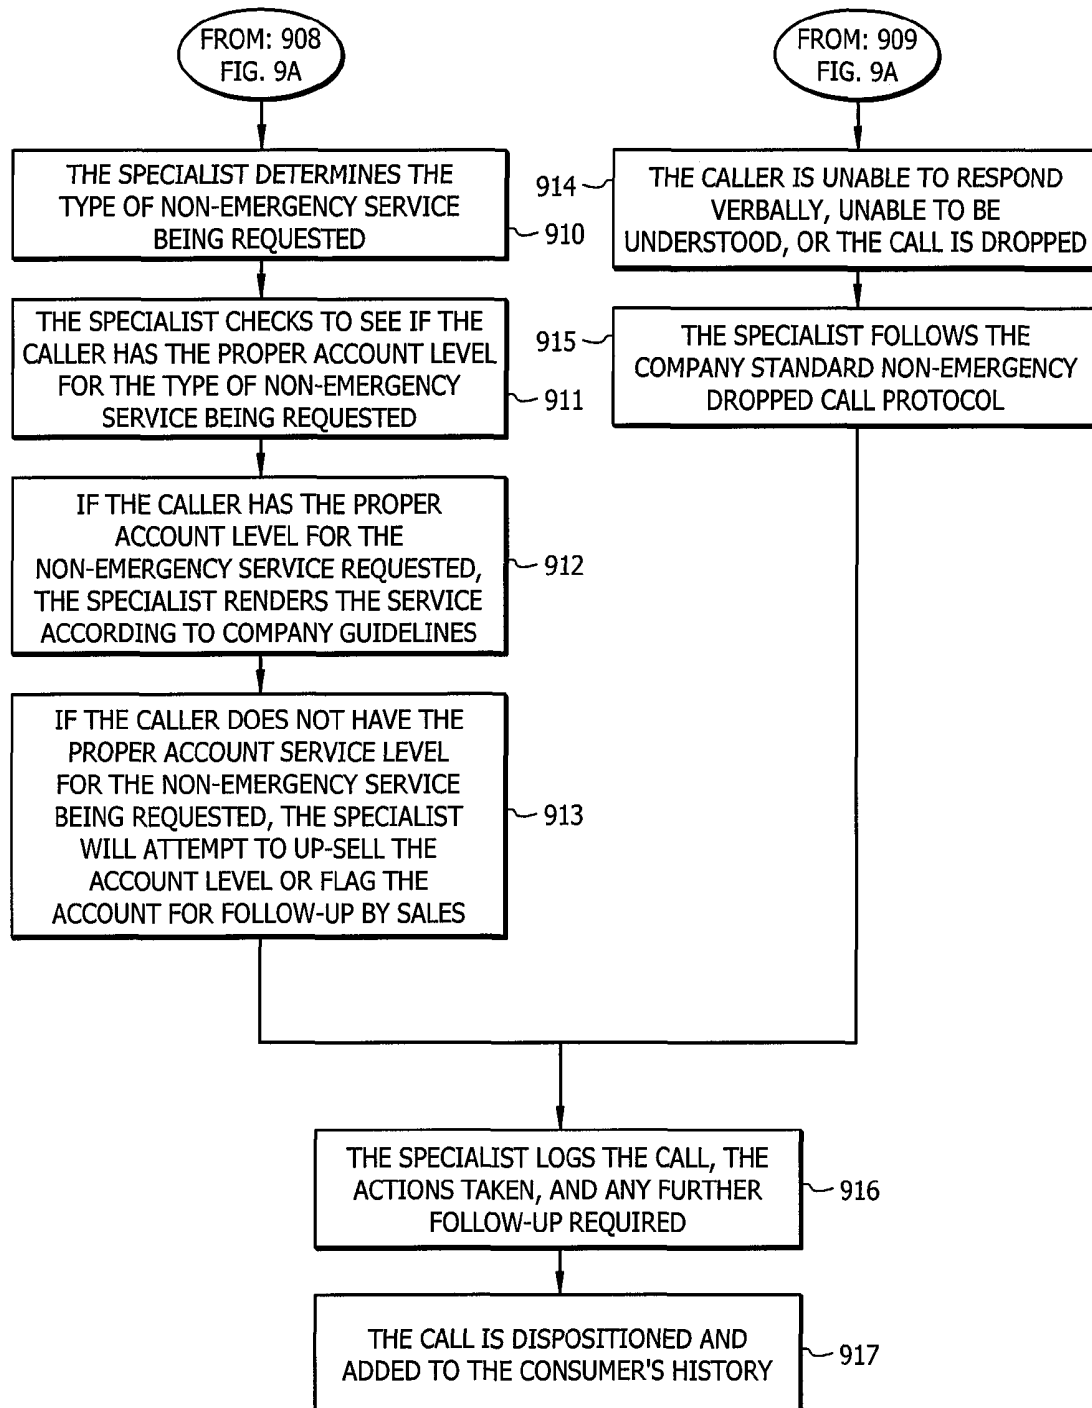 FROM: 908
FIG. 9A
THE SPECIALIST DETERMINES THE
TYPE OF NON-EMERGENCY SERVICE
BEING REQUESTED
910
THE SPECIALIST CHECKS TO SEE IF THE
CALLER HAS THE PROPER ACCOUNT LEVEL
FOR THE TYPE OF NON-EMERGENCY
SERVICE BEING REQUESTED
911
IF THE CALLER HAS THE PROPER
ACCOUNT LEVEL FOR THE
NON-EMERGENCY SERVICE REQUESTED,
THE SPECIALIST RENDERS THE SERVICE
ACCORDING TO COMPANY GUIDELINES
912
IF THE CALLER DOES NOT HAVE THE
PROPER ACCOUNT SERVICE LEVEL
FOR THE NON-EMERGENCY SERVICE
BEING REQUESTED, THE SPECIALIST
WILL ATTEMPT TO UP-SELL THE
ACCOUNT LEVEL OR FLAG THE
ACCOUNT FOR FOLLOW-UP BY SALES
913
FROM: 909
FIG. 9A
914
THE CALLER IS UNABLE TO RESPOND
VERBALLY, UNABLE TO BE
UNDERSTOOD, OR THE CALL IS DROPPED
915
THE SPECIALIST FOLLOWS THE
COMPANY STANDARD NON-EMERGENCY
DROPPED CALL PROTOCOL
THE SPECIALIST LOGS THE CALL, THE
ACTIONS TAKEN, AND ANY FURTHER
FOLLOW-UP REQUIRED
916
THE CALL IS DISPOSITIONED AND
ADDED TO THE CONSUMER'S HISTORY
917